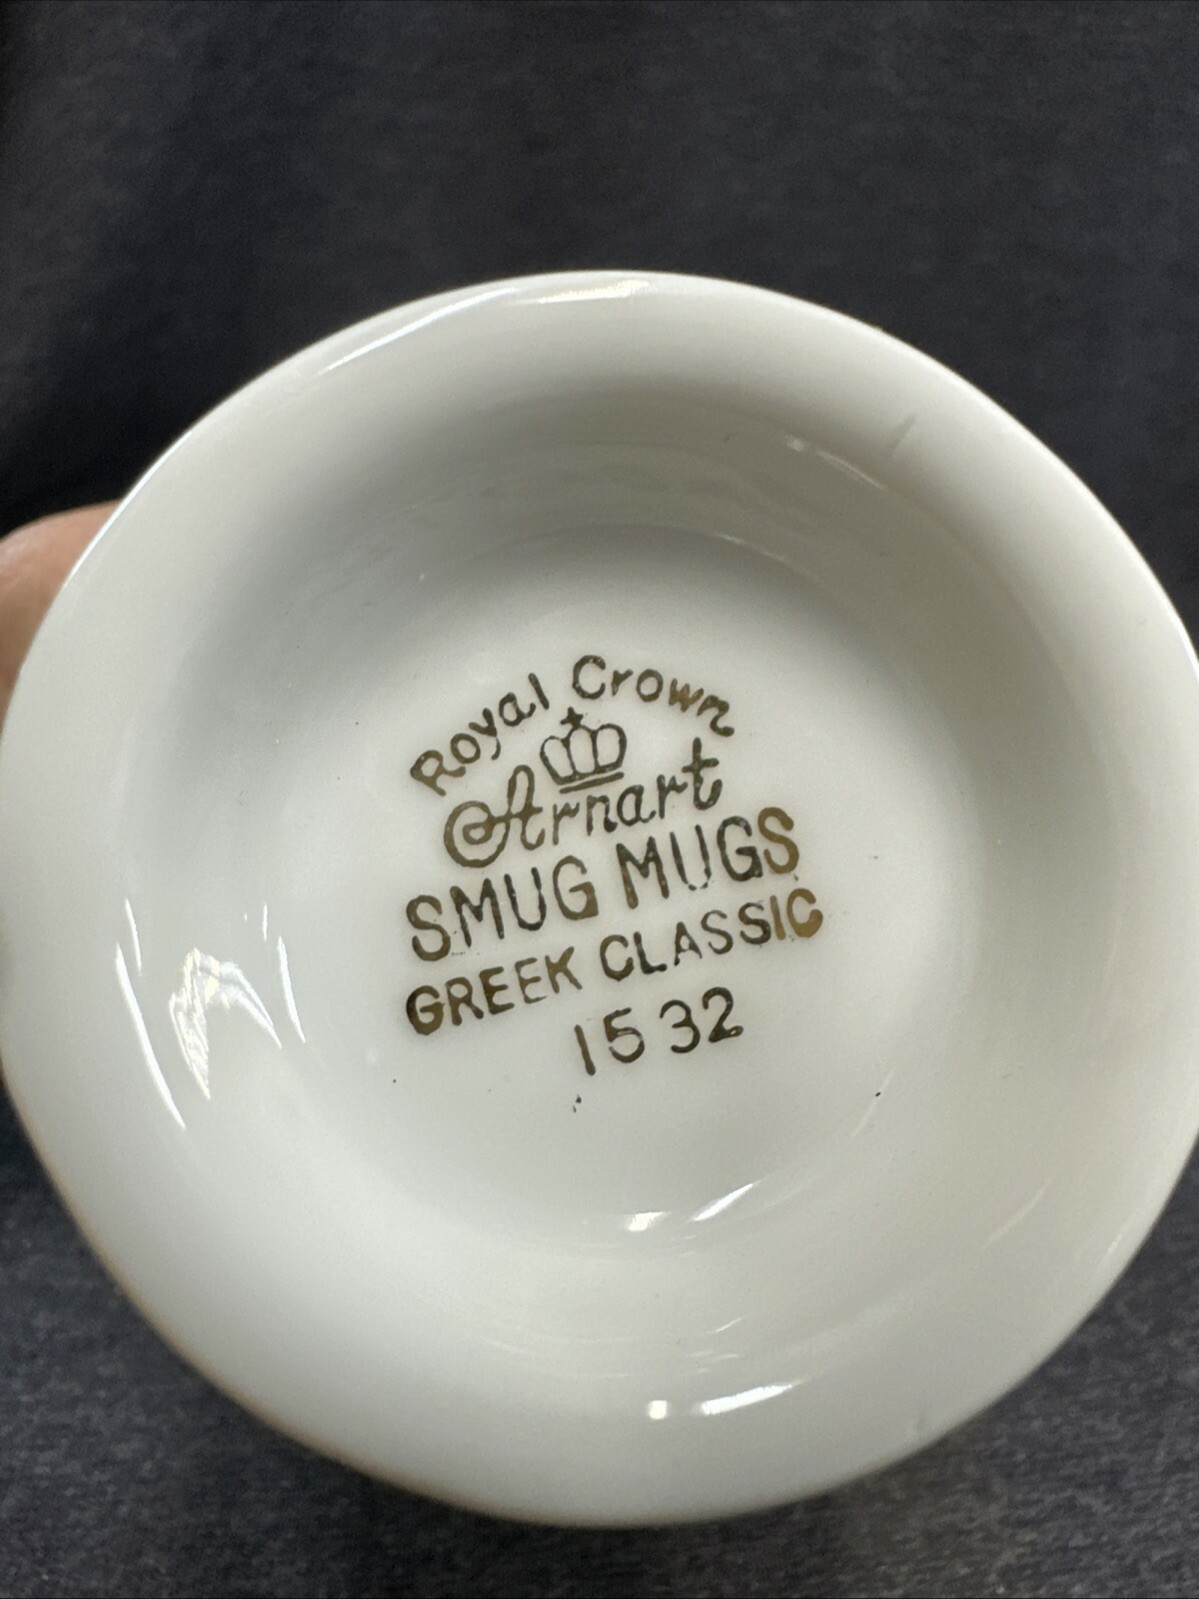 Royal Crown
Arnart
SMUG MUGS
GREEK CLASSIC
1532